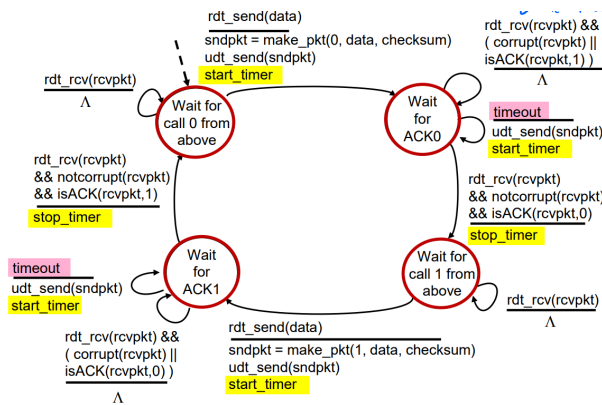 rdt_send(data)
sndpkt = make_pkt(0, data, checksum)
udt_send(sndpkt)
start_timer
rdt_rcv(rcvpkt) &&
( corrupt(rcvpkt) ||
isACK(rcvpkt,1) )
Λ
rdt_rcv(rcvpkt)
Λ
Wait for
call 0 from
above
Wait
for
ACK0
timeout
udt_send(sndpkt)
start_timer
rdt_rcv(rcvpkt)
&& notcorrupt(rcvpkt)
&& isACK(rcvpkt,1)
stop_timer
rdt_rcv(rcvpkt)
&& notcorrupt(rcvpkt)
&& isACK(rcvpkt,0)
stop_timer
timeout
udt_send(sndpkt)
start_timer
Wait
for
ACK1
Wait for
call 1 from
above
rdt_rcv(rcvpkt)
Λ
rdt_rcv(rcvpkt) &&
( corrupt(rcvpkt) ||
isACK(rcvpkt,0) )
Λ
rdt_send(data)
sndpkt = make_pkt(1, data, checksum)
udt_send(sndpkt)
start_timer